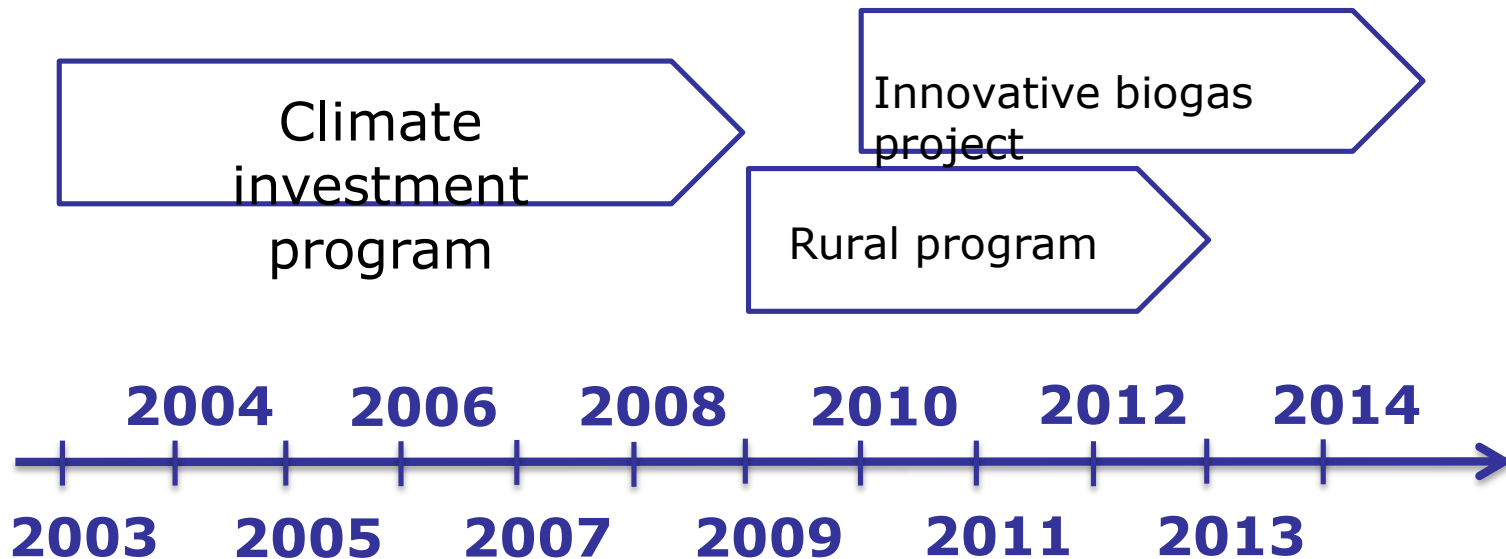 Climate
investment
program
Innovative biogas
project
Rural program
2004 2006 2008 2010 2012 2014
2003 2005 2007 2009 2011 2013